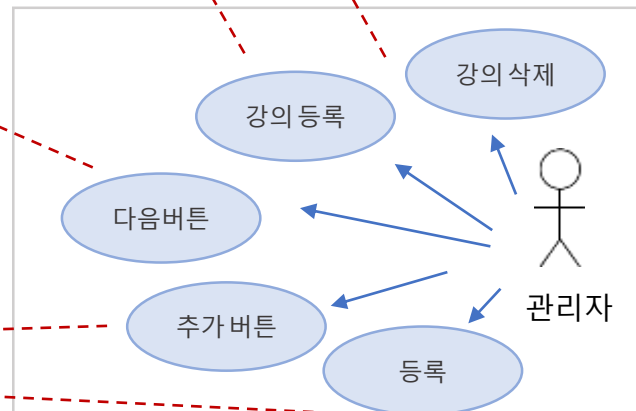 강의 삭제
강의 등록
다음버튼
추가 버튼
관리자
등록